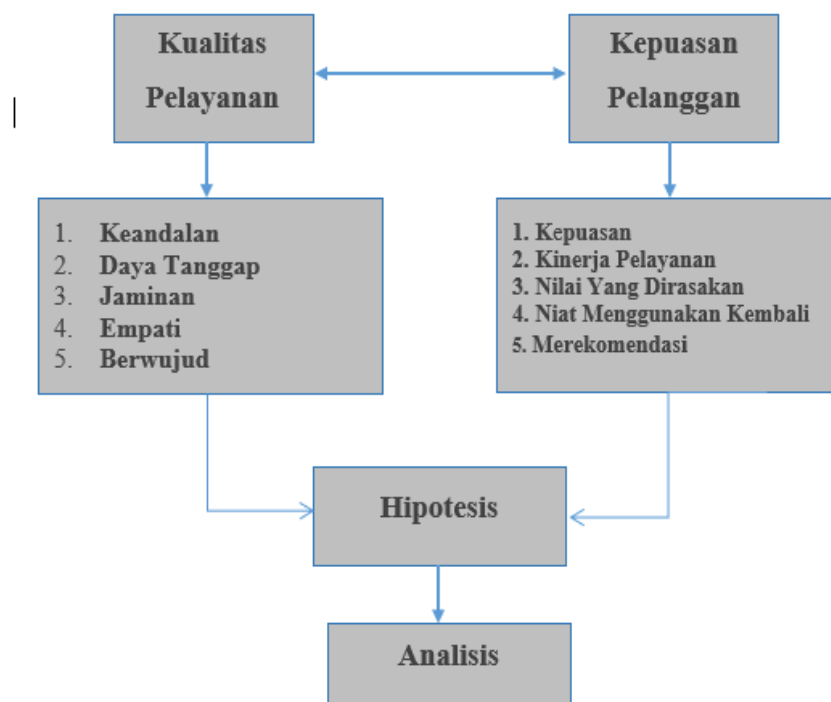 Kualitas
Pelayanan
Kepuasan
Pelanggan
1. Keandalan
2. Daya Tanggap
3. Jaminan
4. Empati
5. Berwujud
1. Kepuasan
2. Kinerja Pelayanan
3. Nilai Yang Dirasakan
4. Niat Menggunakan Kembali
5. Merekomendasi
Hipotesis
Analisis